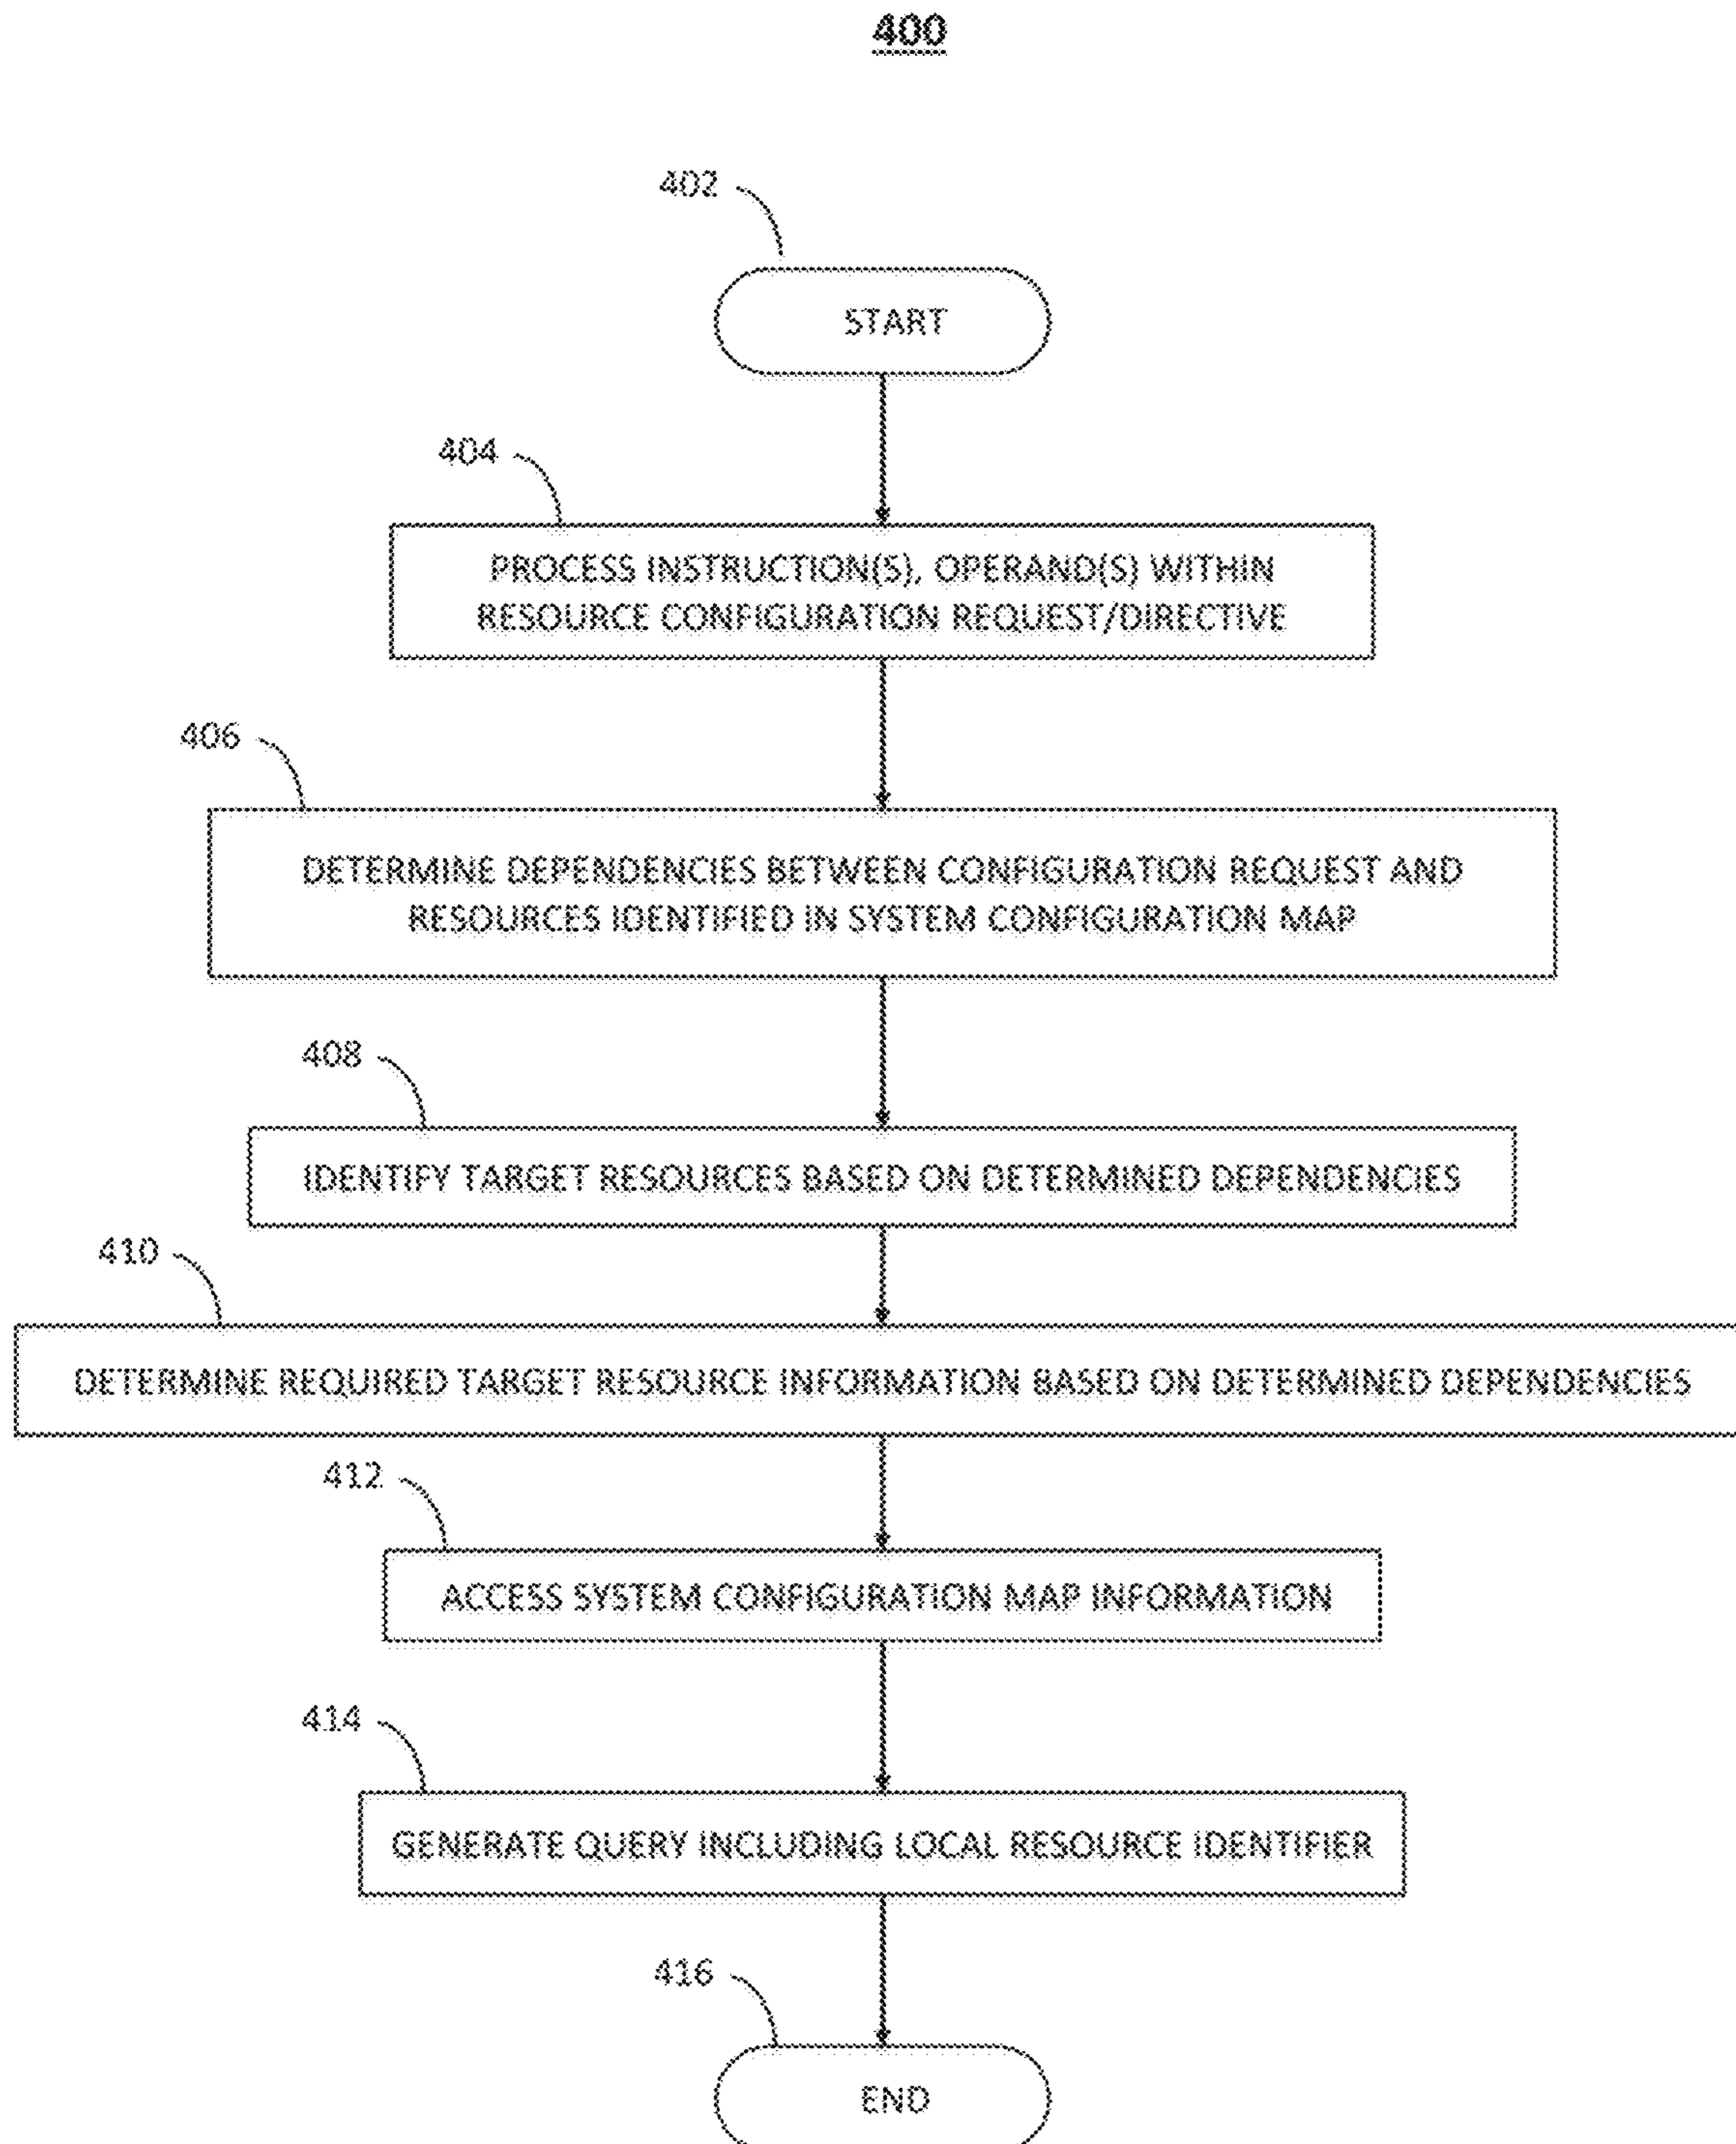 400
402
START
404
PROCESS INSTRUCTION(S), OPERAND(S) WITHIN
RESOURCE CONFIGURATION REQUEST/DIRECTIVE
406
DETERMINE DEPENDENCIES BETWEEN CONFIGURATION REQUEST AND
RESOURCES IDENTIFIED IN SYSTEM CONFIGURATION MAP
408
IDENTIFY TARGET RESOURCES BASED ON DETERMINED DEPENDENCIES
410
DETERMINE REQUIRED TARGET RESOURCE INFORMATION BASED ON DETERMINED DEPENDENCIES
412
ACCESS SYSTEM CONFIGURATION MAP INFORMATION
414
GENERATE QUERY INCLUDING LOCAL RESOURCE IDENTIFIER
416
END